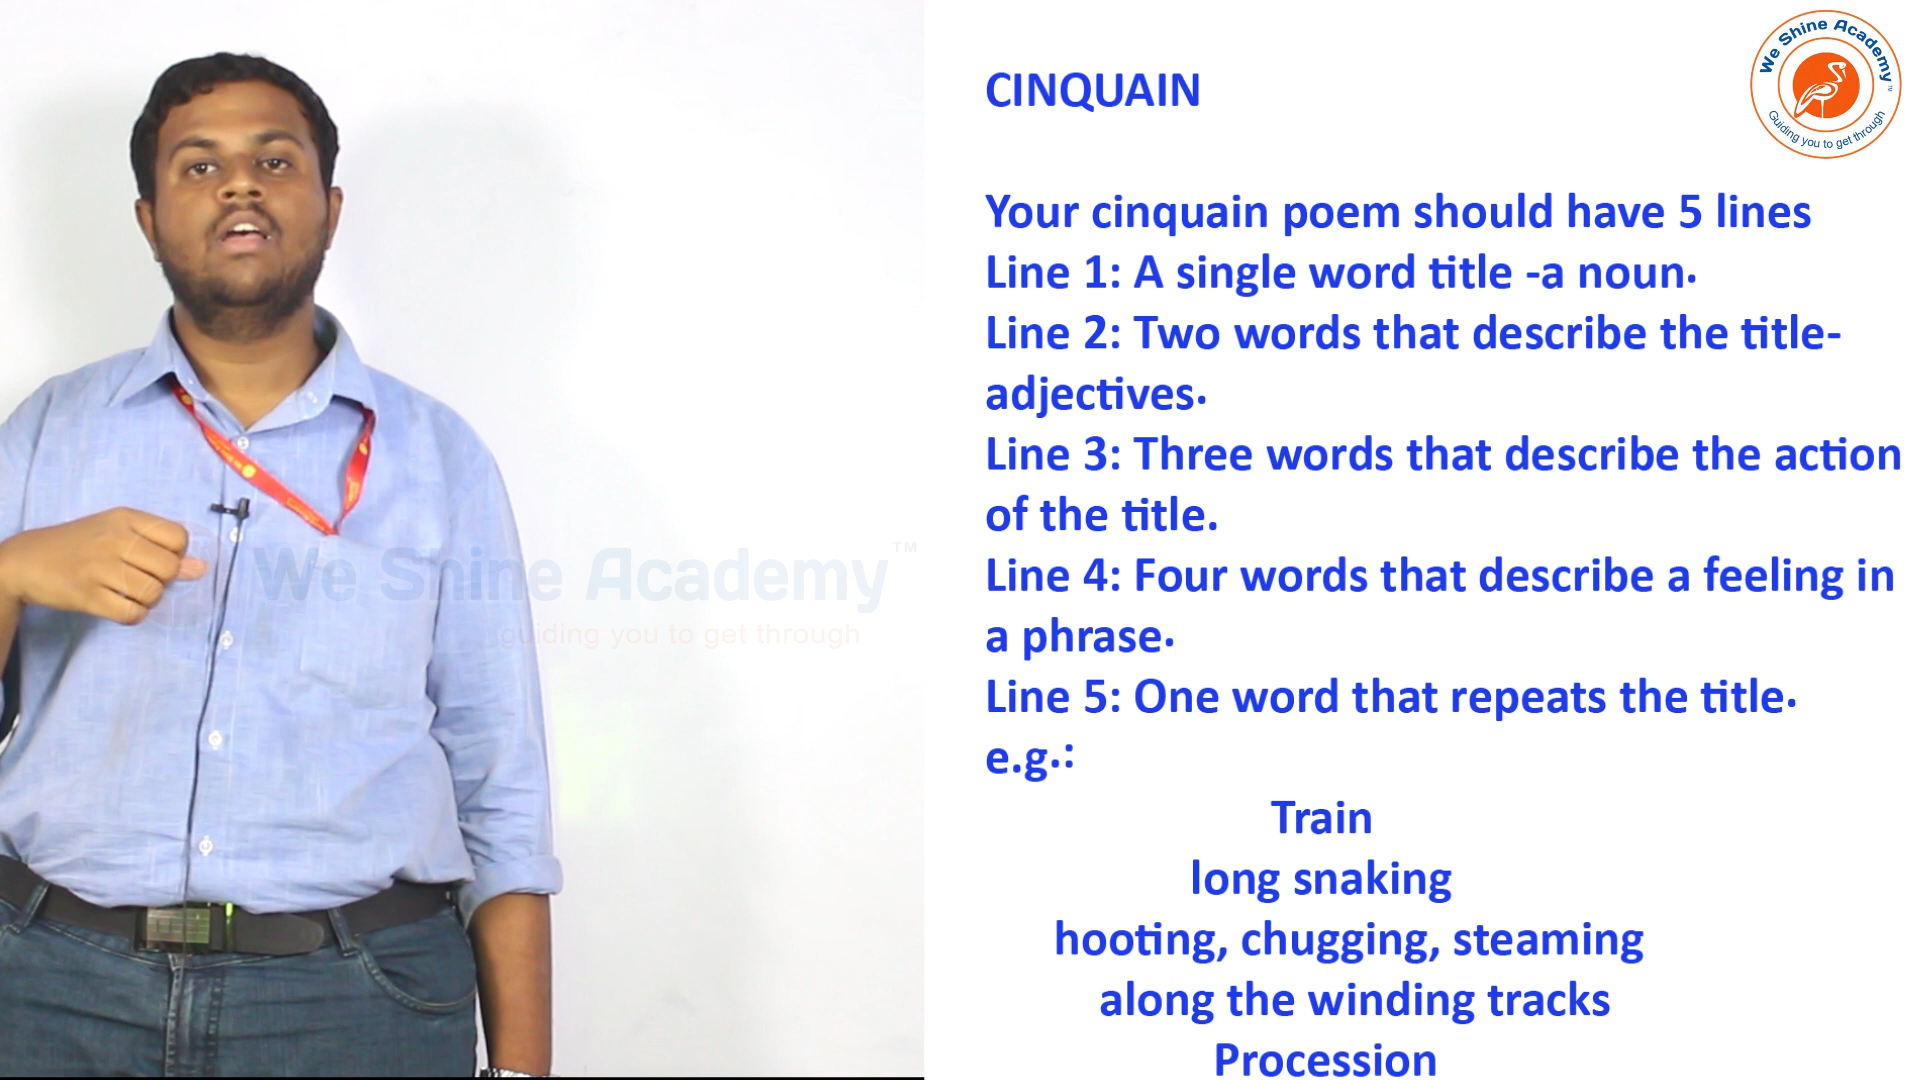 We Shine Academy
TM
Guiding you to get through
CINQUAIN
Your cinquain poem should have 5 lines
Line 1: A single word title -a noun.
Line 2: Two words that describe the title-
adjectives.
Line 3: Three words that describe the action
of the title.
Line 4: Four words that describe a feeling in
a phrase.
Line 5: One word that repeats the title.
e.g.:
Train
long snaking
hooting, chugging, steaming
along the winding tracks
Procession
We Shine Academy™
guiding you to get through